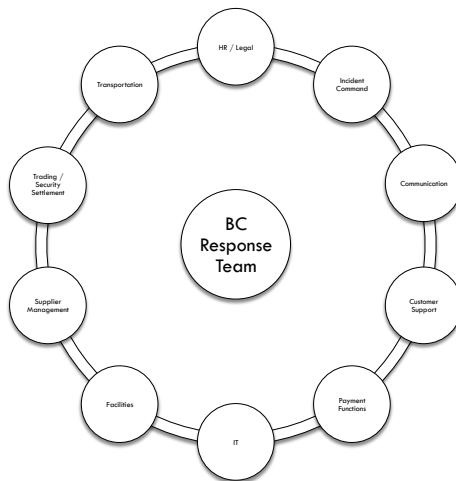 HR / Legal
Incident
Command
Communication
Customer
Support
Payment
Functions
IT
Facilities
Supplier
Management
Trading /
Security
Settlement
Transportation
BC
Response
Team